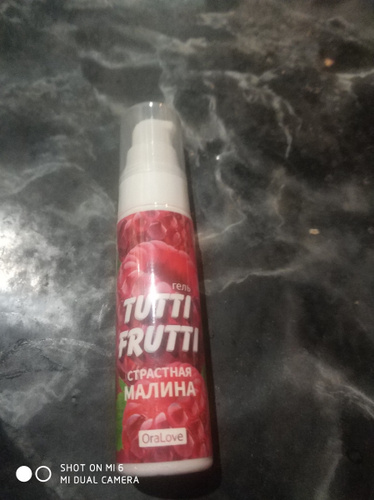 гель
TUTTI
FRUTTI
СТРАСТНАЯ
МАЛИНА
OraLove
SHOT ON MI 6
MI DUAL CAMERA